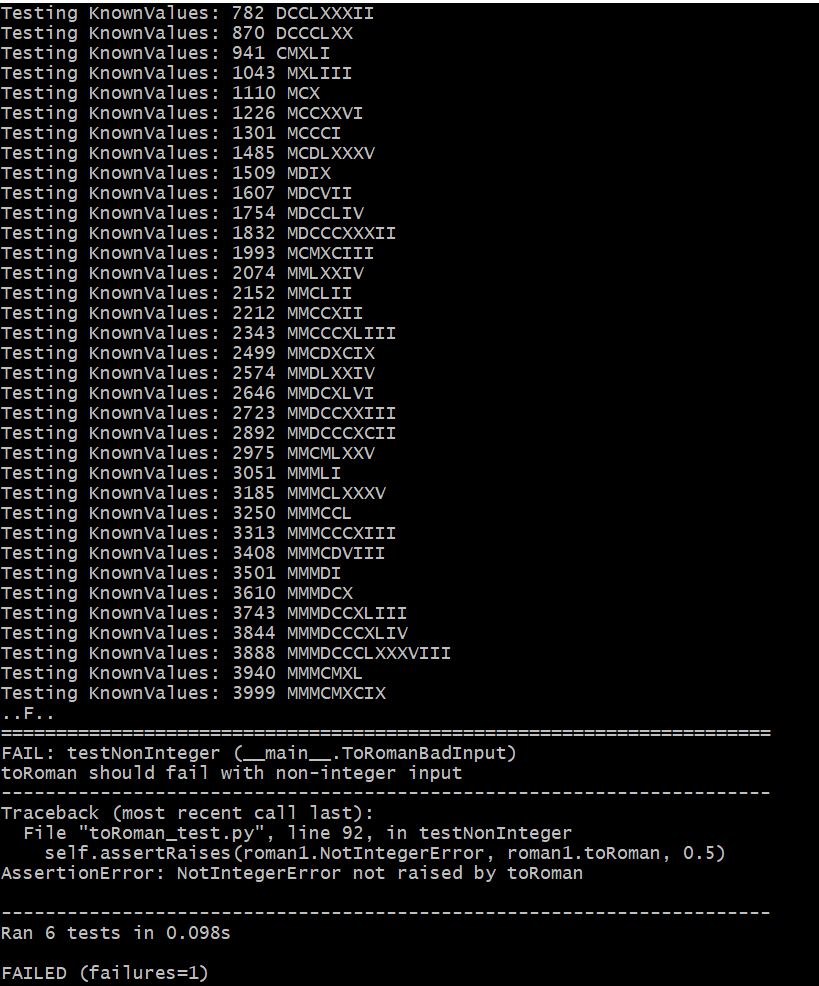 Testing KnownValues: 782 DCCLXXXII
Testing KnownValues: 870 DCCCLXX
Testing KnownValues: 941 CMXLI
Testing KnownValues: 1043 MXLIII
Testing KnownValues: 1110 MCX
Testing KnownValues: 1226 MCCXXVI
Testing KnownValues: 1301 MCCCI
Testing KnownValues: 1485 MCDLXXXV
Testing KnownValues: 1509 MDIX
Testing KnownValues: 1607 MDCVII
Testing KnownValues: 1754 MDCCLIV
Testing KnownValues: 1832 MDCCCXXXII
Testing KnownValues: 1993 MCMXCIII
Testing KnownValues: 2074 MMLXXIV
Testing KnownValues: 2152 MMCLII
Testing KnownValues: 2212 MMCCXII
Testing KnownValues: 2343 MMCCCXLIII
Testing KnownValues: 2499 MMCDXCIX
Testing KnownValues: 2574 MMDLXXIV
Testing KnownValues: 2646 MMDCXLVI
Testing KnownValues: 2723 MMDCCXXIII
Testing KnownValues: 2892 MMDCCCXCII
Testing KnownValues: 2975 MMCMLXXV
Testing KnownValues: 3051 MMMLI
Testing KnownValues: 3185 MMMCLXXXV
Testing KnownValues: 3250 MMMCCL
Testing KnownValues: 3313 MMMCCCXIII
Testing KnownValues: 3408 MMMCDVIII
Testing KnownValues: 3501 MMMDI
Testing KnownValues: 3610 MMMDCX
Testing KnownValues: 3743 MMMDCCXLIII
Testing KnownValues: 3844 MMMDCCCXLIV
Testing KnownValues: 3888 MMMDCCCLXXXVIII
Testing KnownValues: 3940 MMMCMXL
Testing KnownValues: 3999 MMMCMXCIX
..F..
======================================================================
FAIL: testNonInteger (__main__.ToRomanBadInput)
toRoman should fail with non-integer input
----------------------------------------------------------------------
Traceback (most recent call last):
  File "toRoman_test.py", line 92, in testNonInteger
    self.assertRaises(roman1.NotIntegerError, roman1.toRoman, 0.5)
AssertionError: NotIntegerError not raised by toRoman
----------------------------------------------------------------------
Ran 6 tests in 0.098s
FAILED (failures=1)